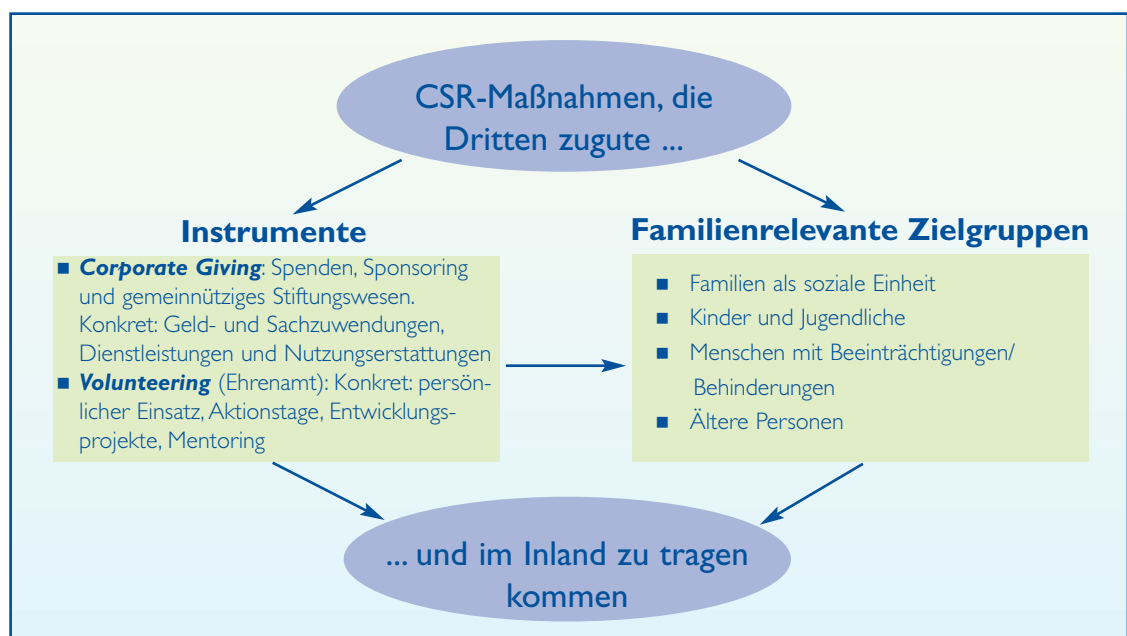 CSR-Maßnahmen, die
Dritten zugute ...
Instrumente
■ Corporate Giving: Spenden, Sponsoring
und gemeinnütziges Stiftungswesen.
Konkret: Geld- und Sachzuwendungen,
Dienstleistungen und Nutzungserstattungen
■ Volunteering (Ehrenamt): Konkret: persön-
licher Einsatz, Aktionstage, Entwicklungs-
projekte, Mentoring
Familienrelevante Zielgruppen
■ Familien als soziale Einheit
■ Kinder und Jugendliche
■ Menschen mit Beeinträchtigungen/
Behinderungen
■ Ältere Personen
... und im Inland zu tragen
kommen